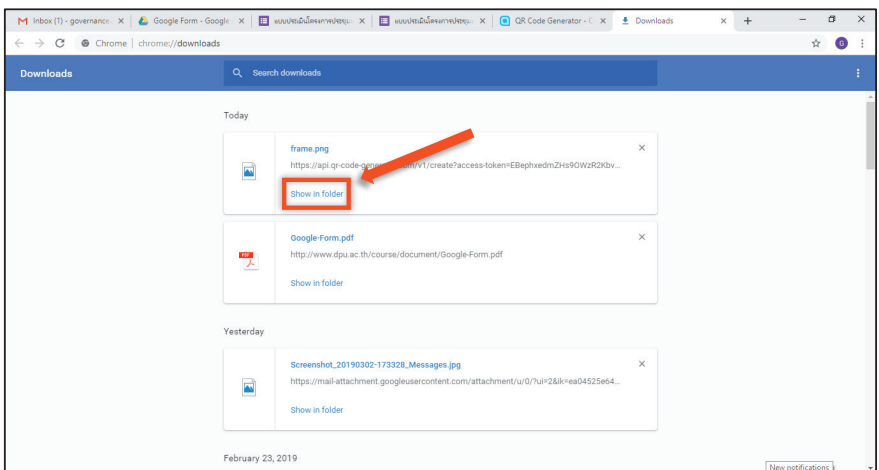 Inbox (1) - governance
Google Form - Google
แบบประเมินโครงการประชุม
แบบประเมินโครงการประชุม
QR Code Generator - C
Downloads
Chrome | chrome://downloads
G
Downloads
Search downloads
Today
frame.png
https://api.qr-code-gene /v1/create?access-token=EBephxedmZHs9OWzR2Kbv...
Show in folder
PDF
Google-Form.pdf
http://www.dpu.ac.th/course/document/Google-Form.pdf
Show in folder
Yesterday
Screenshot_20190302-173328_Messages.jpg
https://mail-attachment.googleusercontent.com/attachment/u/0/?ui=2&ik=ea04525e64...
Show in folder
February 23, 2019
New notifications